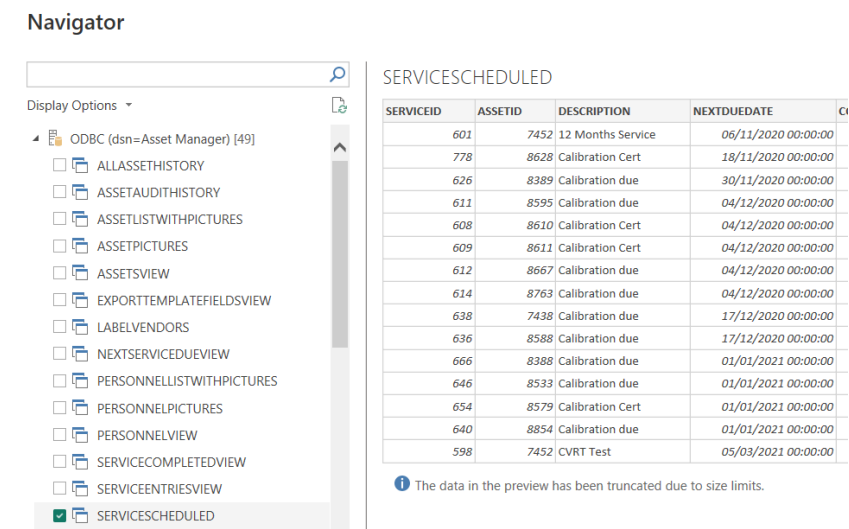 Navigator
Display Options
ODBC (dsn=Asset Manager) [49]
ALLASSETHISTORY
ASSETAUDITHISTORY
ASSETLISTWITHPICTURES
ASSETPICTURES
ASSETSVIEW
EXPORTTEMPLATEFIELDSVIEW
LABELVENDORS
NEXTSERVICEDUEVIEW
PERSONNELLISTWITHPICTURES
PERSONNELPICTURES
PERSONNELVIEW
SERVICECOMPLETEDVIEW
SERVICEENTRIESVIEW
SERVICESCHEDULED
SERVICESCHEDULED
SERVICEID ASSETID DESCRIPTION NEXTDUEDATE
601 7452 12 Months Service 06/11/2020 00:00:00
778 8628 Calibration Cert 18/11/2020 00:00:00
626 8389 Calibration due 30/11/2020 00:00:00
611 8595 Calibration due 04/12/2020 00:00:00
608 8610 Calibration Cert 04/12/2020 00:00:00
609 8611 Calibration Cert 04/12/2020 00:00:00
612 8667 Calibration due 04/12/2020 00:00:00
614 8763 Calibration due 04/12/2020 00:00:00
638 7438 Calibration due 17/12/2020 00:00:00
636 8588 Calibration due 17/12/2020 00:00:00
666 8388 Calibration due 01/01/2021 00:00:00
646 8533 Calibration due 01/01/2021 00:00:00
654 8579 Calibration Cert 01/01/2021 00:00:00
640 8854 Calibration due 01/01/2021 00:00:00
598 7452 CVRT Test 05/03/2021 00:00:00
The data in the preview has been truncated due to size limits.